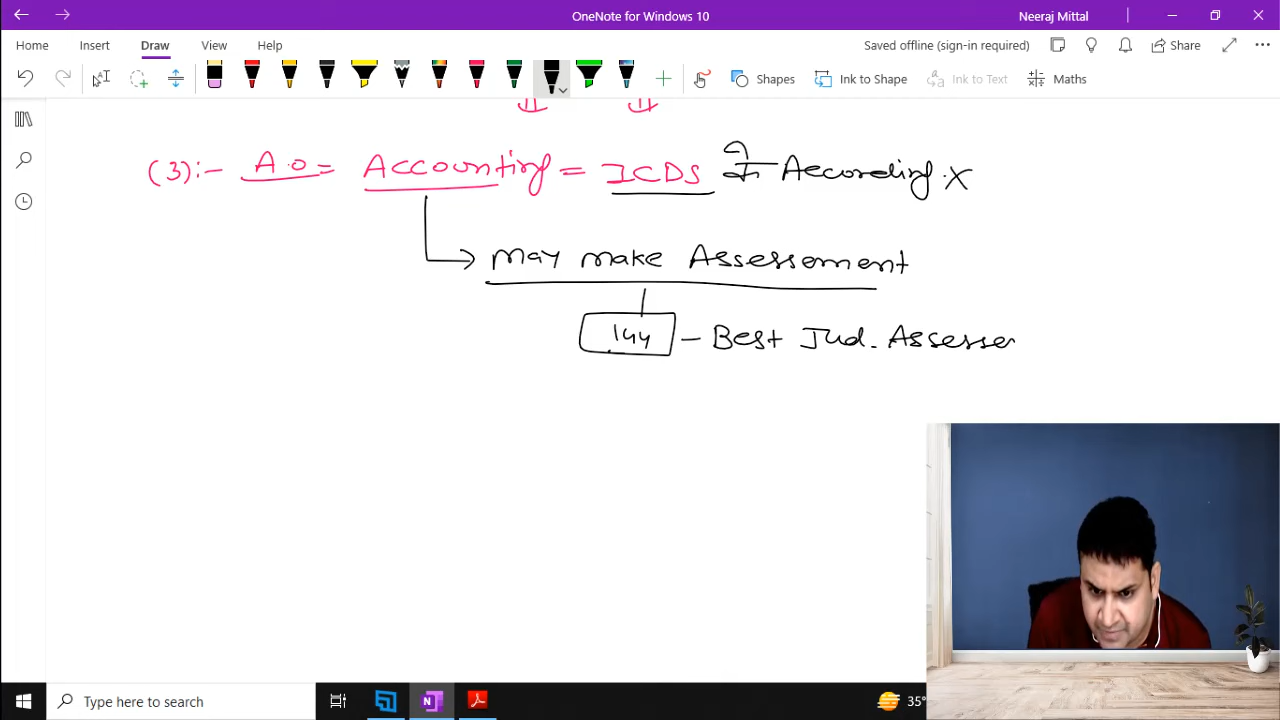 OneNote for Windows 10
Neeraj Mittal
Home Insert Draw View Help
Saved offline (sign-in required)
Share
Shapes
Ink to Shape
Ink to Text
Maths
(3):- A.O = Accounting = ICDS According X
may make Assessement
144 - Best Jud. Assesse
Type here to search
35°